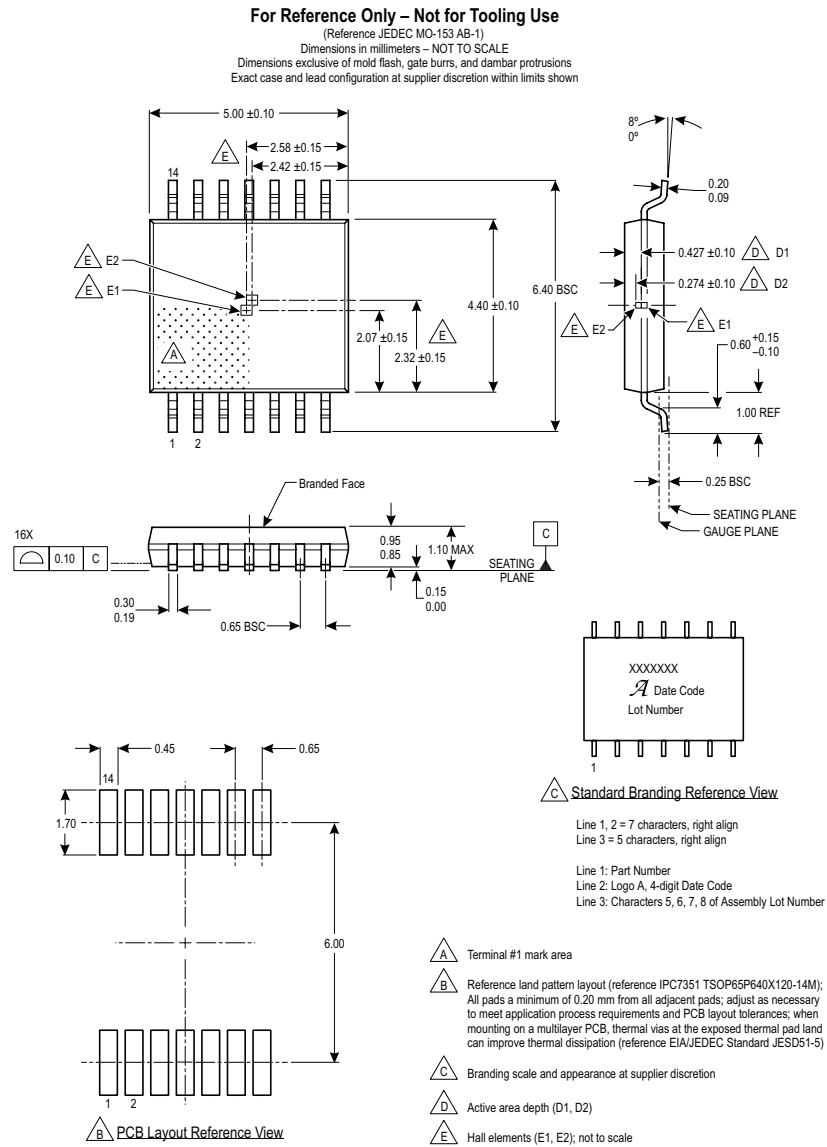 For Reference Only – Not for Tooling Use
(Reference JEDEC MO-153 AB-1)
Dimensions in millimeters – NOT TO SCALE
Dimensions exclusive of mold flash, gate burrs, and dambar protrusions
Exact case and lead configuration at supplier discretion within limits shown
5.00 ±0.10
E
2.58 ±0.15
2.42 ±0.15
14
E E2
E E1
A
2.07 ±0.15
2.32 ±0.15
E
4.40 ±0.10
6.40 BSC
1 2
8º
0º
0.20
0.09
0.427 ±0.10 D D1
0.274 ±0.10 D D2
E E2
E E1
0.60 +0.15
–0.10
1.00 REF
0.25 BSC
SEATING PLANE
GAUGE PLANE
Branded Face
16X
0.10 C
0.30
0.19
0.65 BSC
0.95
0.85
1.10 MAX
0.15
0.00
SEATING
PLANE
C
XXXXXXX
A Date Code
Lot Number
1
C Standard Branding Reference View
Line 1, 2 = 7 characters, right align
Line 3 = 5 characters, right align
Line 1: Part Number
Line 2: Logo A, 4-digit Date Code
Line 3: Characters 5, 6, 7, 8 of Assembly Lot Number
0.45
0.65
14
1.70
6.00
1 2
B PCB Layout Reference View
A Terminal #1 mark area
B Reference land pattern layout (reference IPC7351 TSOP65P640X120-14M);
All pads a minimum of 0.20 mm from all adjacent pads; adjust as necessary
to meet application process requirements and PCB layout tolerances; when
mounting on a multilayer PCB, thermal vias at the exposed thermal pad land
can improve thermal dissipation (reference EIA/JEDEC Standard JESD51-5)
C Branding scale and appearance at supplier discretion
D Active area depth (D1, D2)
E Hall elements (E1, E2); not to scale